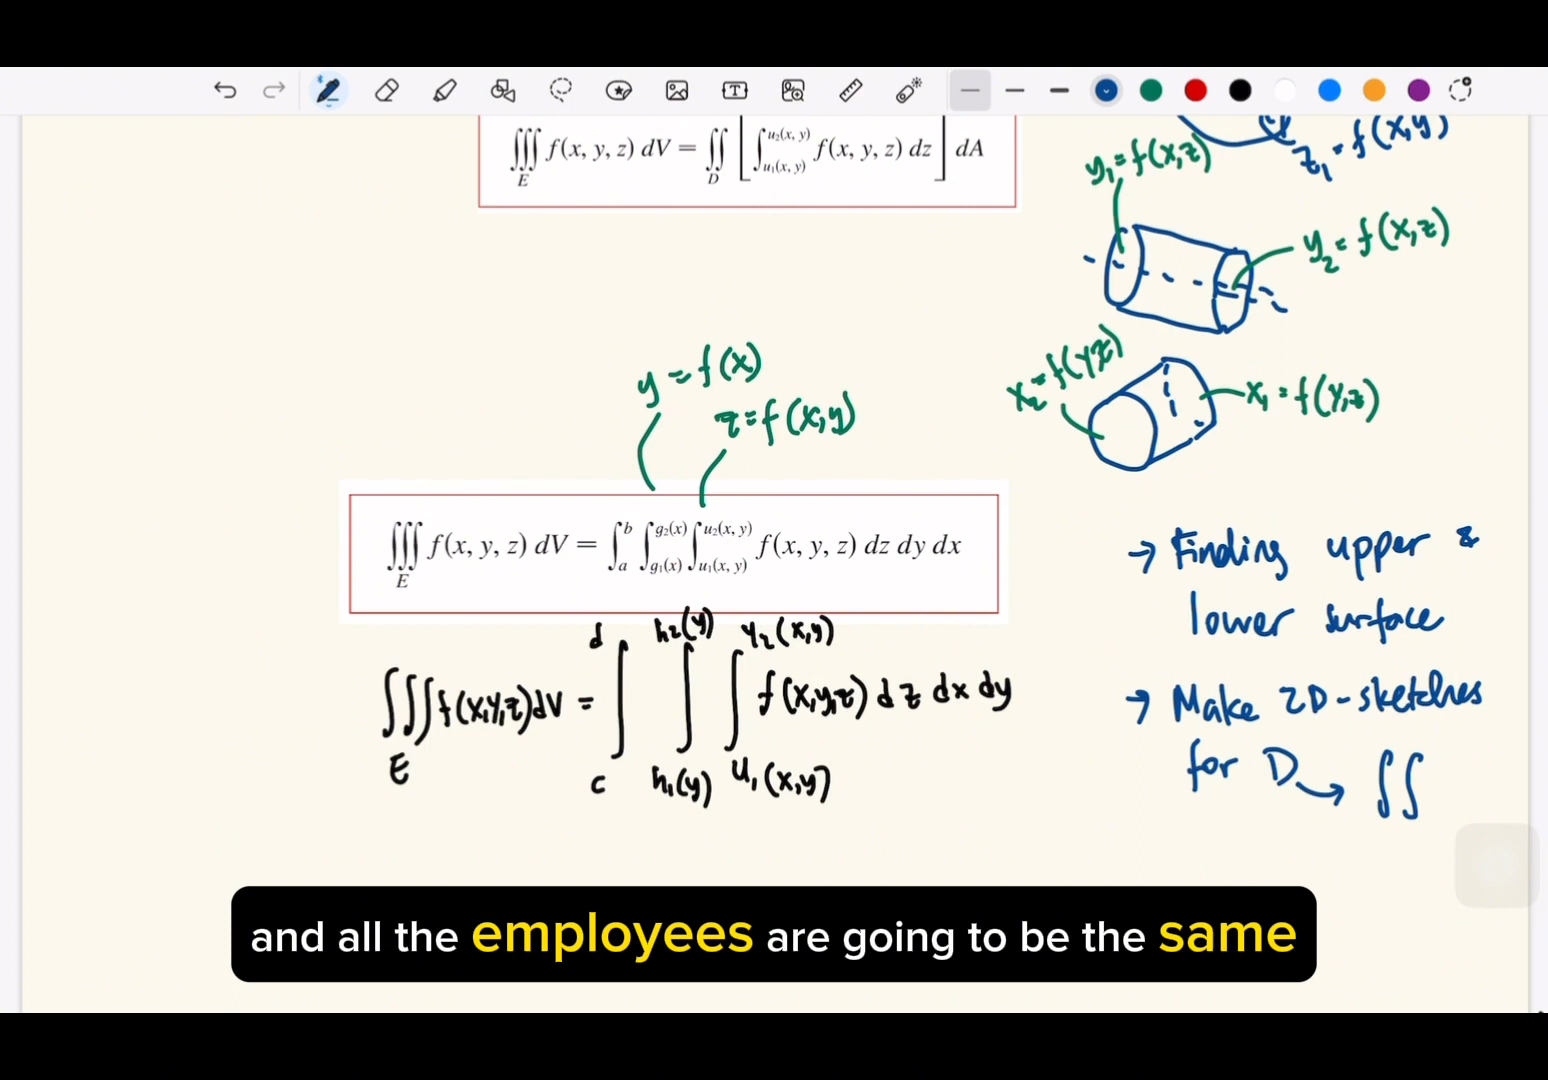 ∭_E f(x, y, z) dV = ∬_D [∫_{u₁(x, y)}^{u₂(x, y)} f(x, y, z) dz] dA
z₁ = f(x,y)
y₁ = f(x,z)
y₂ = f(x,z)
x₂ = f(y,z)
x₁ = f(y,z)
y = f(x)
z = f(x,y)
∭_E f(x, y, z) dV = ∫_a^b ∫_{g₁(x)}^{g₂(x)} ∫_{u₁(x, y)}^{u₂(x, y)} f(x, y, z) dz dy dx
∭_E f(x,y,z)dV = ∫_c^d ∫_{h₁(y)}^{h₂(y)} ∫_{u₁(x,y)}^{y₂(x,y)} f(x,y,z) dz dx dy
→ Finding upper &
lower surface
→ Make 2D-sketches
for D → ∬
and all the employees are going to be the same